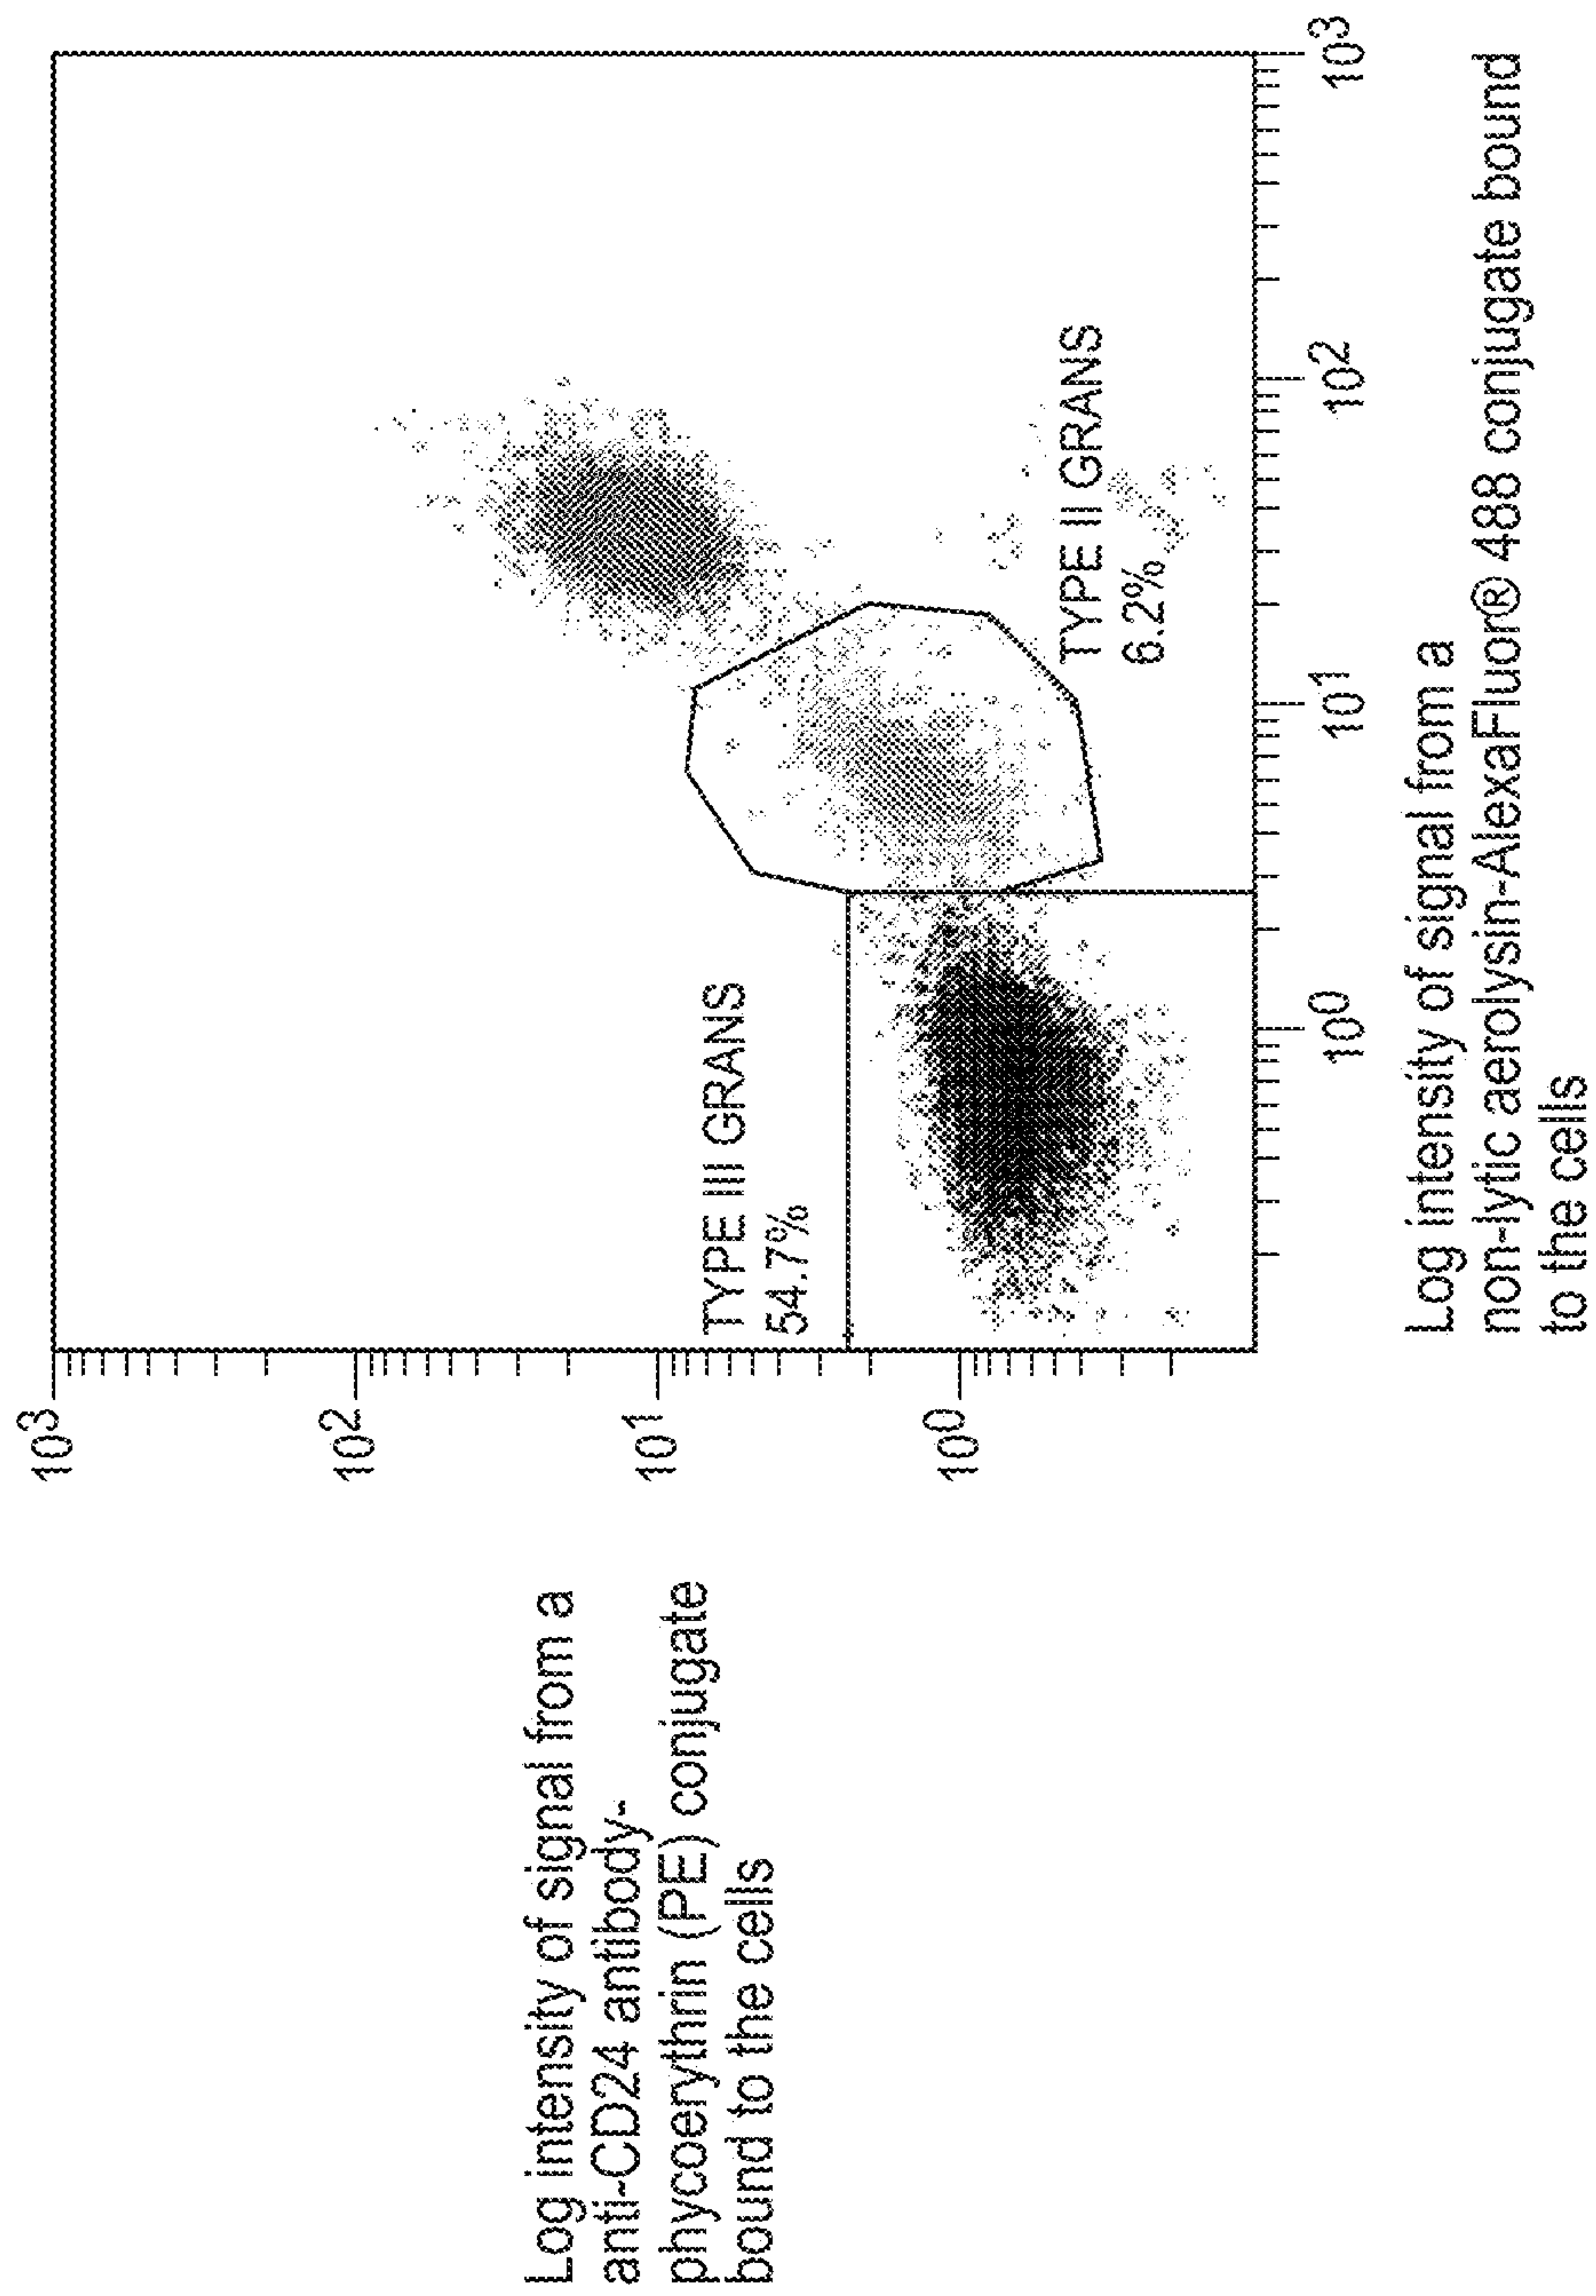 Log intensity of signal from a
anti-CD24 antibody-
phycoerythrin (PE) conjugate
bound to the cells
10³
10²
10¹
10⁰
TYPE III GRANS
54.7%
TYPE II GRANS
6.2%
10⁰
10¹
10²
10³
Log intensity of signal from a
non-lytic aerolysin-AlexaFluor® 488 conjugate bound
to the cells